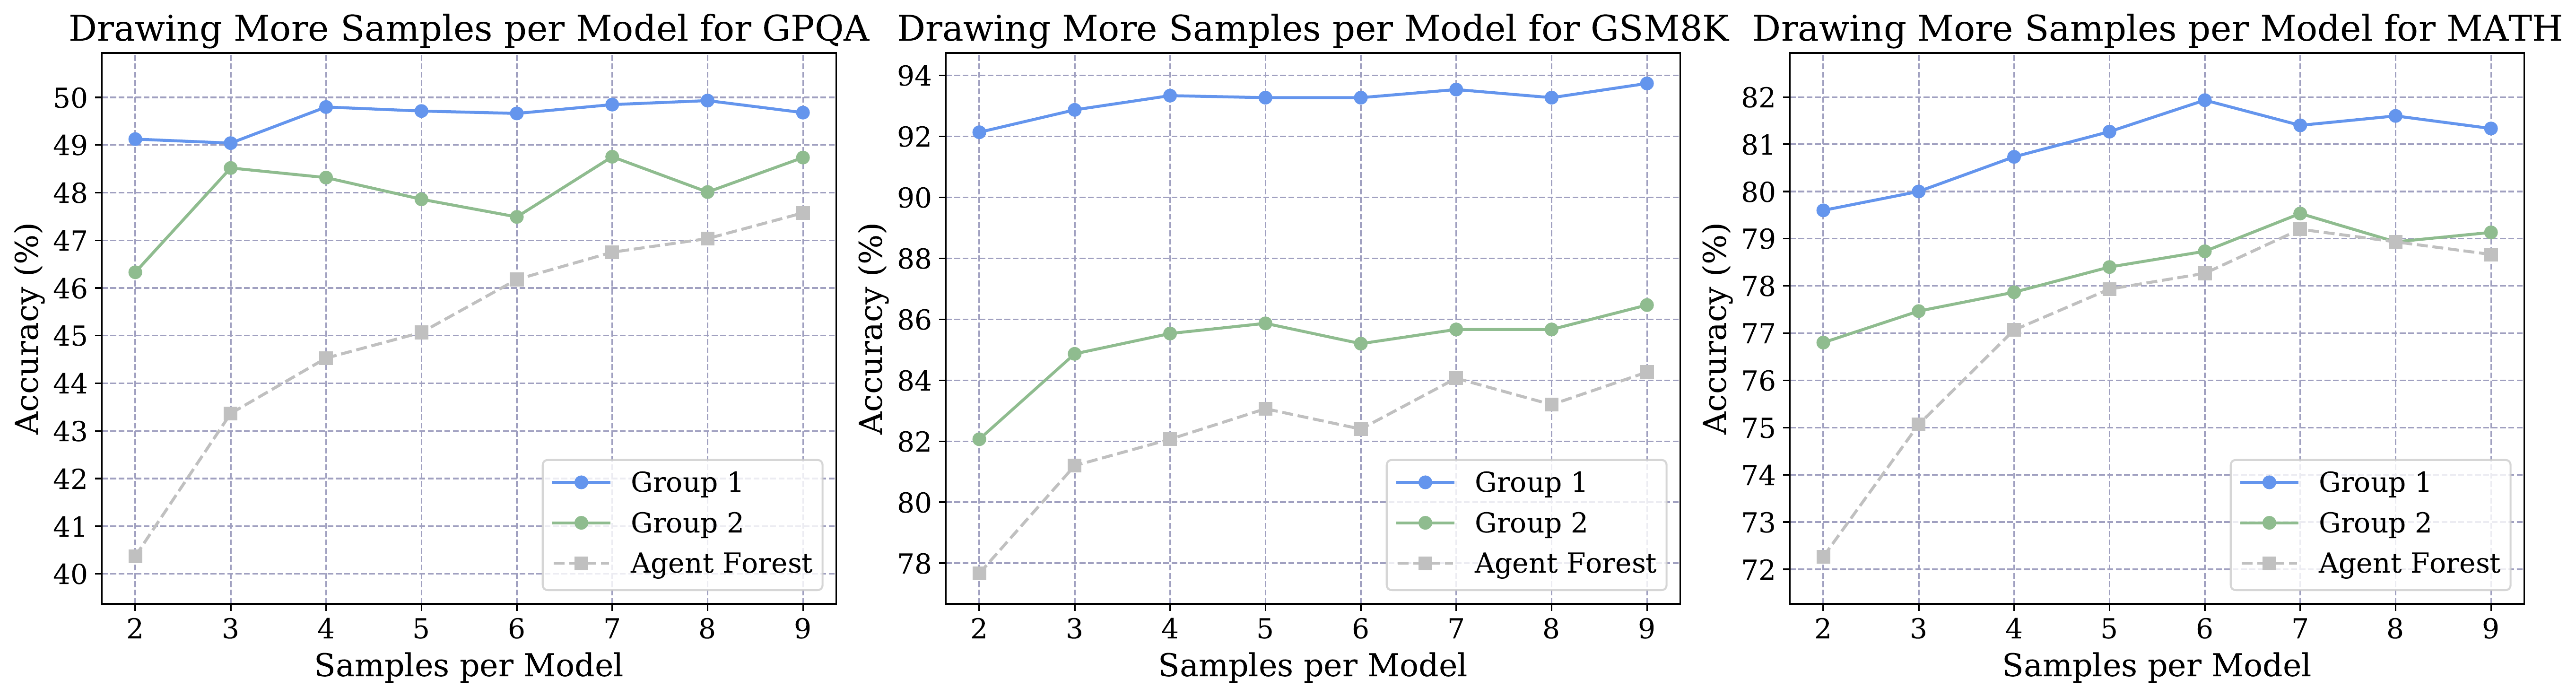 Drawing More Samples per Model for GPQA
Accuracy (%)
50
49
48
47
46
45
44
43
42
41
40
Group 1
Group 2
Agent Forest
2 3 4 5 6 7 8 9
Samples per Model
Drawing More Samples per Model for GSM8K
Accuracy (%)
94
92
90
88
86
84
82
80
78
Group 1
Group 2
Agent Forest
2 3 4 5 6 7 8 9
Samples per Model
Drawing More Samples per Model for MATH
Accuracy (%)
82
81
80
79
78
77
76
75
74
73
72
Group 1
Group 2
Agent Forest
2 3 4 5 6 7 8 9
Samples per Model